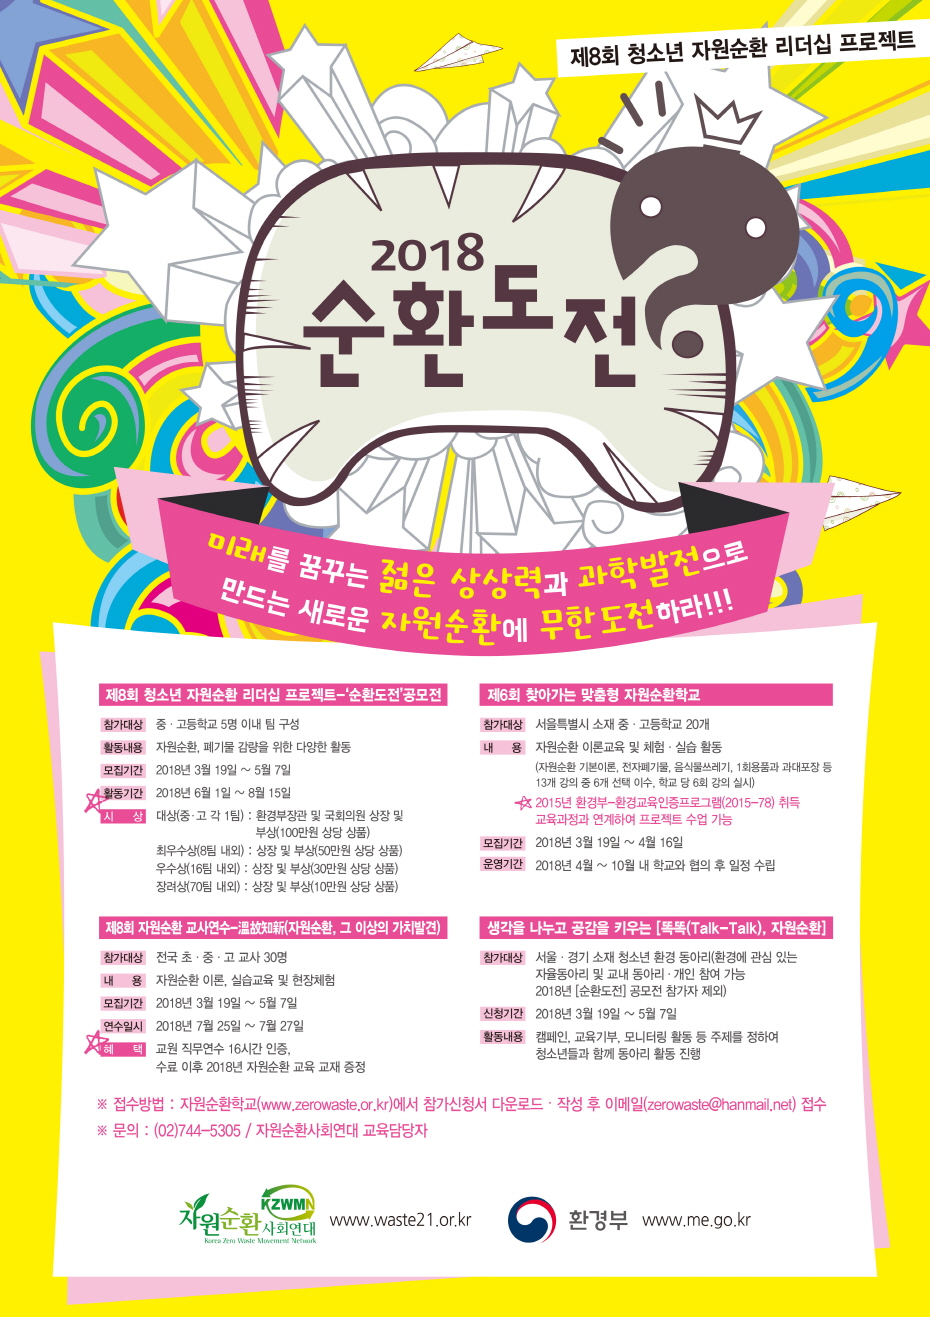 제8회 청소년 자원순환 리더십 프로젝트
2018
순환도전
미래를 꿈꾸는 젊은 상상력과 과학발전으로
만드는 새로운 자원순환에 무한도전하라!!!
제8회 청소년 자원순환 리더십 프로젝트-'순환도전'공모전
참가대상 중·고등학교 5명 이내 팀 구성
활동내용 자원순환, 폐기물 감량을 위한 다양한 활동
모집기간 2018년 3월 19일 ~ 5월 7일
활동기간 2018년 6월 1일 ~ 8월 15일
시 상 대상(중·고 각 1팀) : 환경부장관 및 국회의원 상장 및
부상(100만원 상당 상품)
최우수상(8팀 내외) : 상장 및 부상(50만원 상당 상품)
우수상(16팀 내외) : 상장 및 부상(30만원 상당 상품)
장려상(70팀 내외) : 상장 및 부상(10만원 상당 상품)
제6회 찾아가는 맞춤형 자원순환학교
참가대상 서울특별시 소재 중·고등학교 20개
내 용 자원순환 이론교육 및 체험·실습 활동
(자원순환 기본이론, 전자폐기물, 음식물쓰레기, 1회용품과 과대포장 등
13개 강의 중 6개 선택 이수, 학교 당 6회 강의 실시)
2015년 환경부-환경교육인증프로그램(2015-78) 취득
교육과정과 연계하여 프로젝트 수업 가능
모집기간 2018년 3월 19일 ~ 4월 16일
운영기간 2018년 4월 ~ 10월 내 학교와 협의 후 일정 수립
제8회 자원순환 교사연수-溫故知新(자원순환, 그 이상의 가치발견)
참가대상 전국 초·중·고 교사 30명
내 용 자원순환 이론, 실습교육 및 현장체험
모집기간 2018년 3월 19일 ~ 5월 7일
연수일시 2018년 7월 25일 ~ 7월 27일
혜 택 교원 직무연수 16시간 인증,
수료 이후 2018년 자원순환 교육 교재 증정
생각을 나누고 공감을 키우는 [똑똑(Talk-Talk), 자원순환]
참가대상 서울·경기 소재 청소년 환경 동아리(환경에 관심 있는
자율동아리 및 교내 동아리·개인 참여 가능
2018년 [순환도전] 공모전 참가자 제외)
신청기간 2018년 3월 19일 ~ 5월 7일
활동내용 캠페인, 교육기부, 모니터링 활동 등 주제를 정하여
청소년들과 함께 동아리 활동 진행
※ 접수방법 : 자원순환학교(www.zerowaste.or.kr)에서 참가신청서 다운로드·작성 후 이메일(zerowaste@hanmail.net) 접수
※ 문의 : (02)744-5305 / 자원순환사회연대 교육담당자
KZWMN
자원순환사회연대
Korea Zero Waste Movement Network
www.waste21.or.kr
환경부
www.me.go.kr